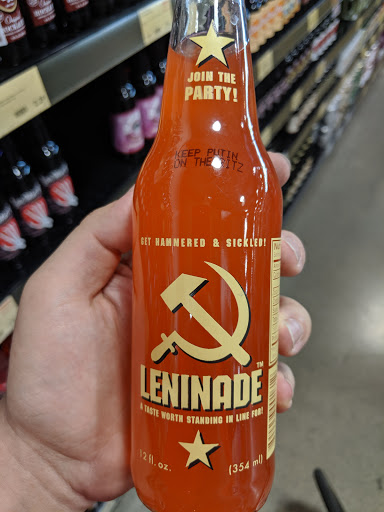 JOIN THE
PARTY!
KEEP PUTIN
ON THE RITZ
GET HAMMERED & SICKLED!
LENINADE™
A TASTE WORTH STANDING IN LINE FOR!
12 fl. oz.
(354 ml)